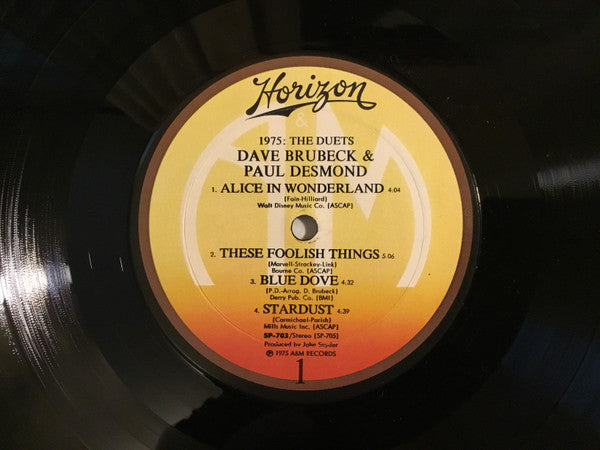 Horizon
&
1975: THE DUETS
DAVE BRUBECK &
PAUL DESMOND
1. ALICE IN WONDERLAND 4:04
(Fain-Hilliard)
Walt Disney Music Co. (ASCAP)
2. THESE FOOLISH THINGS 5:06
(Marvell-Strackey-Link)
Bourne Co. (ASCAP)
3. BLUE DOVE 4:32
(P.D.-Arrag. D. Brubeck)
Derry Pub. Co. (BMI)
4. STARDUST 4:39
(Carmichael-Parish)
Mills Music Inc. (ASCAP)
SP-703/Stereo (SP-705)
Produced by John Snyder
℗ 1975 A&M RECORDS
1